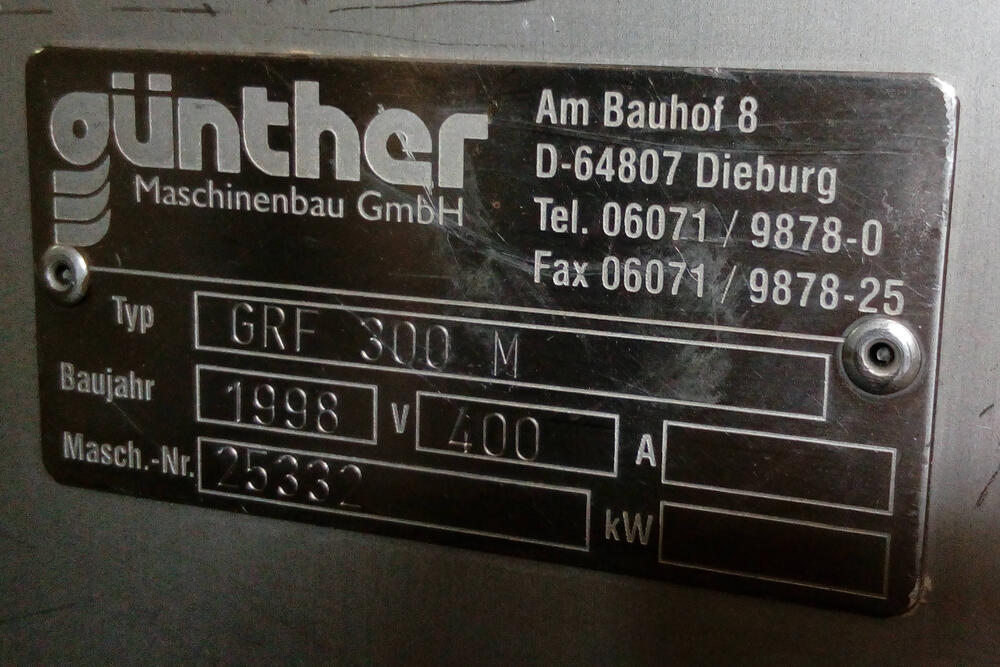 günther
Maschinenbau GmbH
Am Bauhof 8
D-64807 Dieburg
Tel. 06071 / 9878-0
Fax 06071 / 9878-25
Typ GRF 300 M
Baujahr 1998 V 400 A
Masch.-Nr. 25332 kW